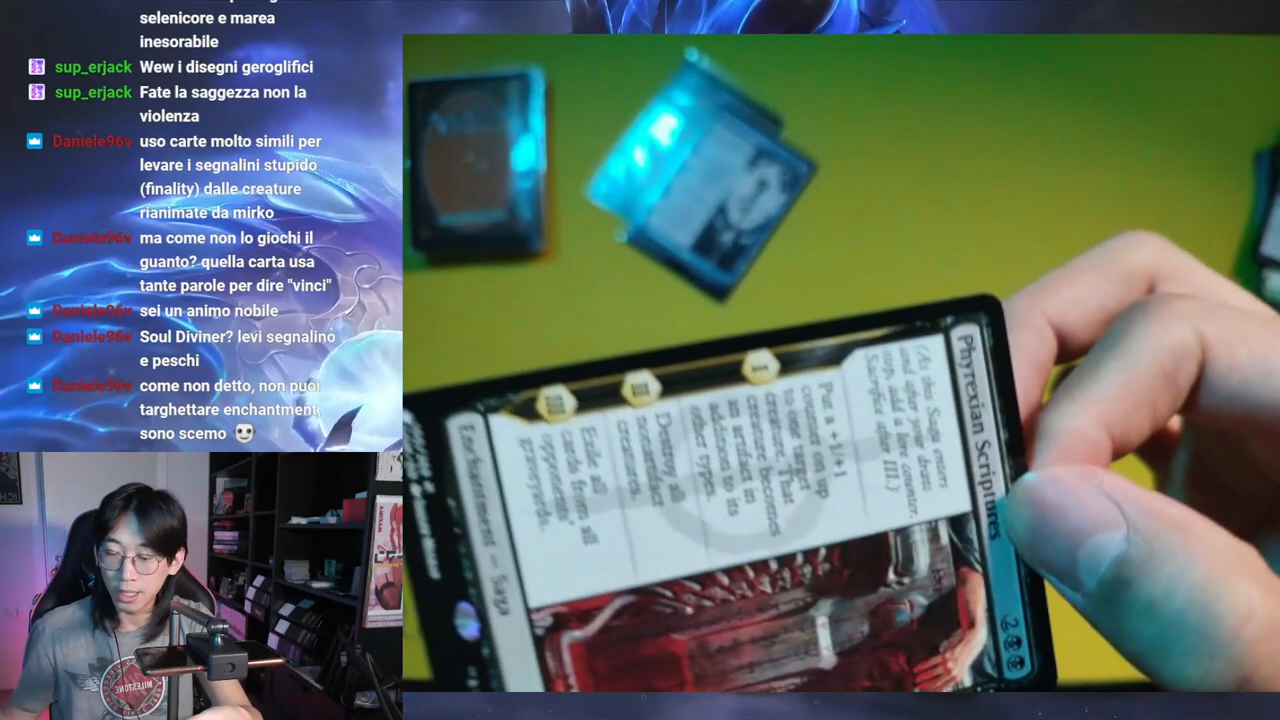 selenicore e marea
inesorabile
sup_erjack Wew i disegni geroglifici
sup_erjack Fate la saggezza non la
violenza
Daniele96v uso carte molto simili per
levare i segnalini stupido
(finality) dalle creature
rianimate da mirko
Daniele96v ma come non lo giochi il
guanto? quella carta usa
tante parole per dire "vinci"
Daniele96v sei un animo nobile
Daniele96v Soul Diviner? levi segnalino
e peschi
Daniele96v come non detto, non puoi
targhettare enchantment,
sono scemo
Phyrexian Scriptures
2
(As this Saga enters
and after your draw
step, add a lore counter.
Sacrifice after III.)
I
Put a +1/+1
counter on up
to one target
creature. That
creature becomes
an artifact in
addition to its
other types.
II
Destroy all
nonartifact
creatures.
III
Exile all
cards from all
opponents'
graveyards.
Enchantment — Saga
MILESTONE